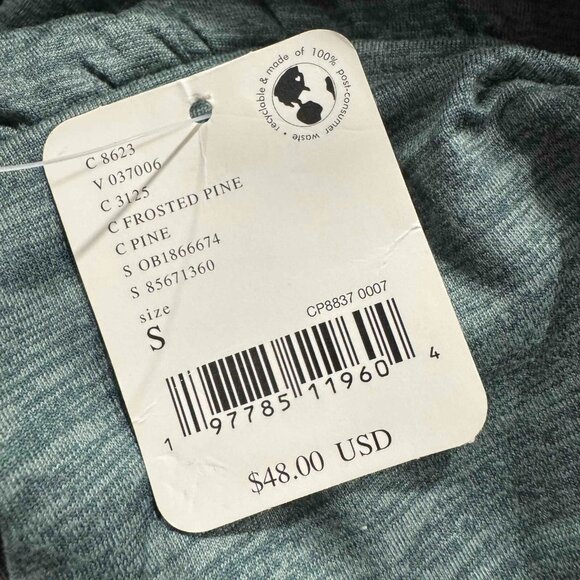 recyclable & made of 100% post-consumer waste •
C 8623
V 037006
C 3125
C FROSTED PINE
C PINE
S OB1866674
S 85671360
size
S
CP8837 0007
1 97785 11960 4
$48.00 USD